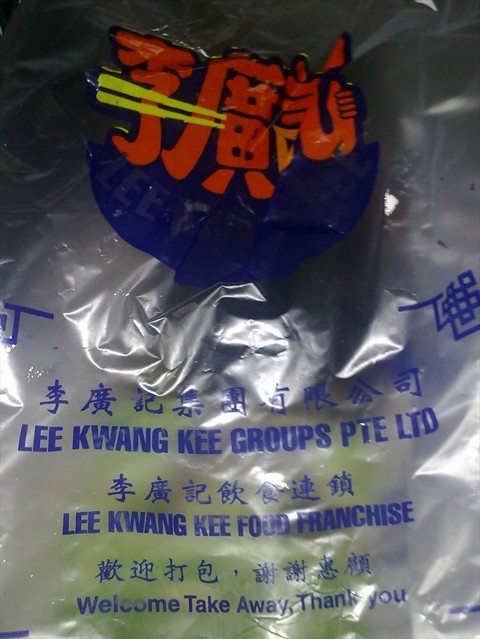 李廣記
李廣記集團有限公司
LEE KWANG KEE GROUPS PTE LTD
李廣記飲食連鎖
LEE KWANG KEE FOOD FRANCHISE
歡迎打包，謝謝惠顧
Welcome Take Away, Thank you